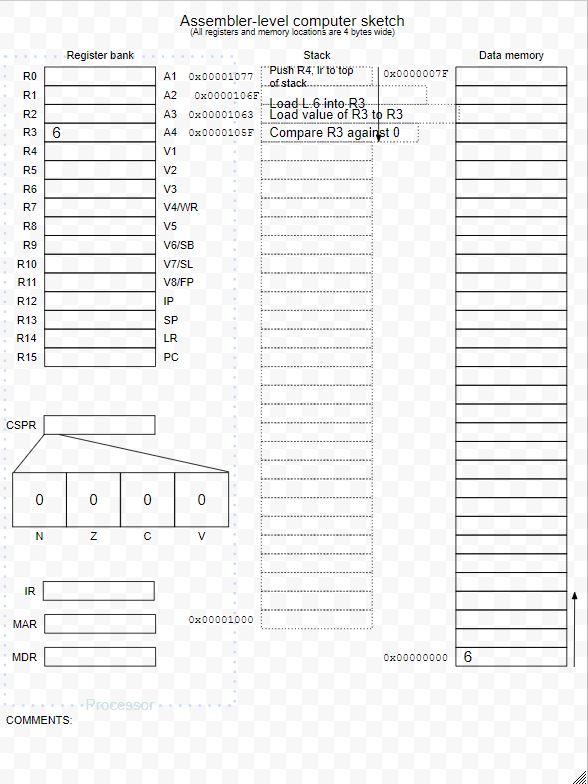 Assembler-level computer sketch
(All registers and memory locations are 4 bytes wide)
Register bank
Stack
Data memory
R0 A1 0x00001077 Push R4, lr to top of stack 0x0000007F
R1 A2 0x0000106F Load L.6 into R3
R2 A3 0x00001063 Load value of R3 to R3
R3 6 A4 0x0000105F Compare R3 against 0
R4 V1
R5 V2
R6 V3
R7 V4/WR
R8 V5
R9 V6/SB
R10 V7/SL
R11 V8/FP
R12 IP
R13 SP
R14 LR
R15 PC
CSPR
0 0 0 0
N Z C V
IR
MAR 0x00001000
MDR 0x00000000 6
Processor
COMMENTS: